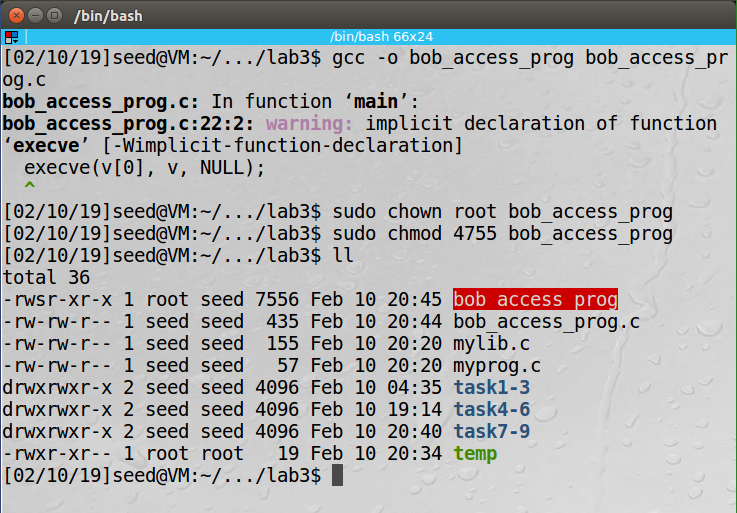 /bin/bash
/bin/bash 66x24
[02/10/19]seed@VM:~/.../lab3$ gcc -o bob_access_prog bob_access_pr
og.c
bob_access_prog.c: In function ‘main’:
bob_access_prog.c:22:2: warning: implicit declaration of function
‘execve’ [-Wimplicit-function-declaration]
  execve(v[0], v, NULL);
  ^
[02/10/19]seed@VM:~/.../lab3$ sudo chown root bob_access_prog
[02/10/19]seed@VM:~/.../lab3$ sudo chmod 4755 bob_access_prog
[02/10/19]seed@VM:~/.../lab3$ ll
total 36
-rwsr-xr-x 1 root seed 7556 Feb 10 20:45 bob_access_prog
-rw-rw-r-- 1 seed seed  435 Feb 10 20:44 bob_access_prog.c
-rw-rw-r-- 1 seed seed  155 Feb 10 20:20 mylib.c
-rw-rw-r-- 1 seed seed   57 Feb 10 20:20 myprog.c
drwxrwxr-x 2 seed seed 4096 Feb 10 04:35 task1-3
drwxrwxr-x 2 seed seed 4096 Feb 10 19:14 task4-6
drwxrwxr-x 2 seed seed 4096 Feb 10 20:40 task7-9
-rwxr-xr-- 1 root root   19 Feb 10 20:34 temp
[02/10/19]seed@VM:~/.../lab3$